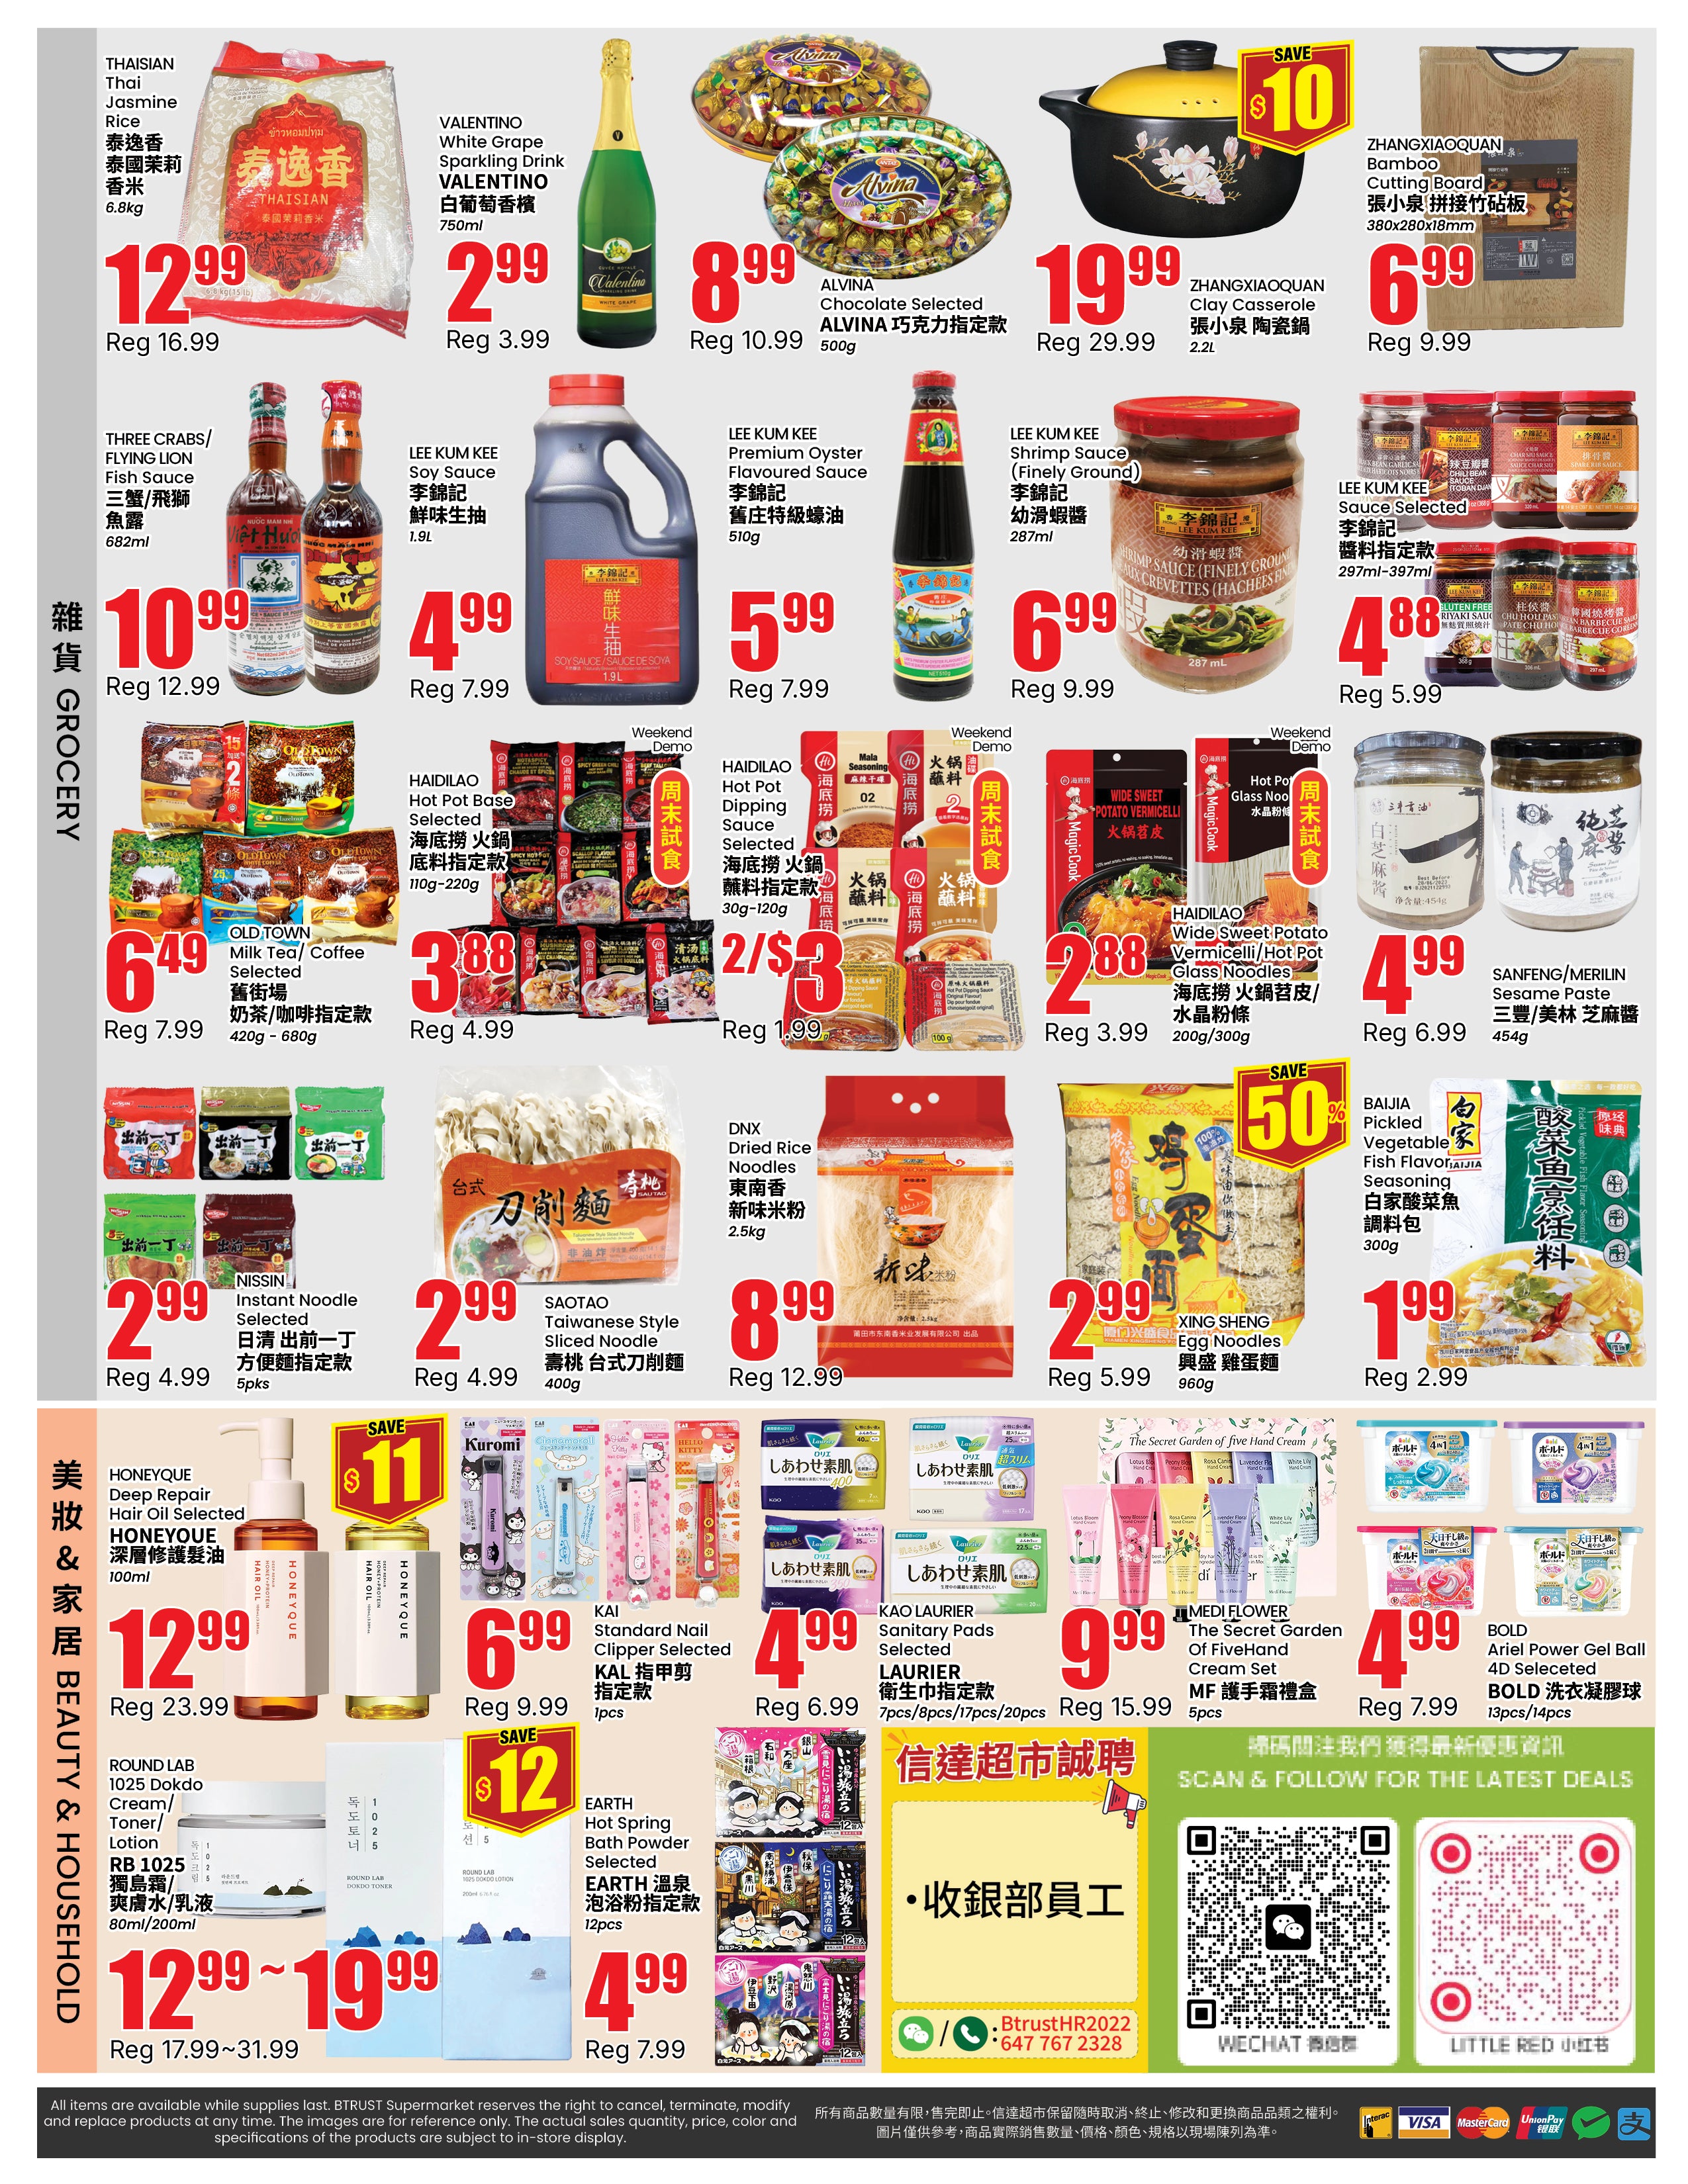 雜貨 GROCERY
THAISIAN
Thai
Jasmine
Rice
泰逸香
泰國茉莉
香米
6.8kg
12.99
Reg 16.99
VALENTINO
White Grape
Sparkling Drink
VALENTINO
白葡萄香檳
750ml
2.99
Reg 3.99
8.99
Reg 10.99
ALVINA
Chocolate Selected
ALVINA 巧克力指定款
500g
SAVE
$10
19.99
Reg 29.99
ZHANGXIAOQUAN
Clay Casserole
張小泉 陶瓷鍋
2.2L
ZHANGXIAOQUAN
Bamboo
Cutting Board
張小泉 拼接竹砧板
380x280x18mm
6.99
Reg 9.99
THREE CRABS/
FLYING LION
Fish Sauce
三蟹/飛獅
魚露
682ml
10.99
Reg 12.99
LEE KUM KEE
Soy Sauce
李錦記
鮮味生抽
1.9L
4.99
Reg 7.99
LEE KUM KEE
Premium Oyster
Flavoured Sauce
李錦記
舊庄特級蠔油
510g
5.99
Reg 7.99
LEE KUM KEE
Shrimp Sauce
(Finely Ground)
李錦記
幼滑蝦醬
287ml
6.99
Reg 9.99
LEE KUM KEE
Sauce Selected
李錦記
醬料指定款
297ml-397ml
4.88
Reg 5.99
6.49
Reg 7.99
OLD TOWN
Milk Tea/ Coffee
Selected
舊街場
奶茶/咖啡指定款
420g - 680g
Weekend
Demo
周末試食
HAIDILAO
Hot Pot Base
Selected
海底撈 火鍋
底料指定款
110g-220g
3.88
Reg 4.99
Weekend
Demo
周末試食
HAIDILAO
Hot Pot
Dipping
Sauce
Selected
海底撈 火鍋
蘸料指定款
30g-120g
2/$3
Reg 1.99
Weekend
Demo
周末試食
2.88
Reg 3.99
HAIDILAO
Wide Sweet Potato
Vermicelli/Hot Pot
Glass Noodles
海底撈 火鍋苕皮/
水晶粉條
200g/300g
4.99
Reg 6.99
SANFENG/MERILIN
Sesame Paste
三豐/美林 芝麻醬
454g
2.99
Reg 4.99
NISSIN
Instant Noodle
Selected
日清 出前一丁
方便麵指定款
5pks
2.99
Reg 4.99
SAOTAO
Taiwanese Style
Sliced Noodle
壽桃 台式刀削麵
400g
DNX
Dried Rice
Noodles
東南香
新味米粉
2.5kg
8.99
Reg 12.99
SAVE
50%
2.99
Reg 5.99
XING SHENG
Egg Noodles
興盛 雞蛋麵
960g
BAIJIA
Pickled
Vegetable
Fish Flavor
Seasoning
白家酸菜魚
調料包
300g
1.99
Reg 2.99
美妝&家居 BEAUTY & HOUSEHOLD
HONEYQUE
Deep Repair
Hair Oil Selected
HONEYOUE
深層修護髮油
100ml
SAVE
$11
12.99
Reg 23.99
6.99
Reg 9.99
KAI
Standard Nail
Clipper Selected
KAL 指甲剪
指定款
1pcs
4.99
Reg 6.99
KAO LAURIER
Sanitary Pads
Selected
LAURIER
衛生巾指定款
7pcs/8pcs/17pcs/20pcs
9.99
Reg 15.99
MEDI FLOWER
The Secret Garden
Of FiveHand
Cream Set
MF 護手霜禮盒
5pcs
4.99
Reg 7.99
BOLD
Ariel Power Gel Ball
4D Seleceted
BOLD 洗衣凝膠球
13pcs/14pcs
ROUND LAB
1025 Dokdo
Cream/
Toner/
Lotion
RB 1025
獨島霜/
爽膚水/乳液
80ml/200ml
SAVE
$12
12.99~19.99
Reg 17.99~31.99
EARTH
Hot Spring
Bath Powder
Selected
EARTH 溫泉
泡浴粉指定款
12pcs
4.99
Reg 7.99
信達超市誠聘
•收銀部員工
/ : BtrustHR2022
647 767 2328
掃碼關注我們 獲得最新優惠資訊
SCAN & FOLLOW FOR THE LATEST DEALS
WECHAT
LITTLE RED 小红书
All items are available while supplies last. BTRUST Supermarket reserves the right to cancel, terminate, modify
and replace products at any time. The images are for reference only. The actual sales quantity, price, color and
specifications of the products are subject to in-store display.
所有商品數量有限，售完即止。信達超市保留隨時取消、終止、修改和更換商品品類之權利。
圖片僅供參考，商品實際銷售數量、價格、顏色、規格以現場陳列為準。
Interac VISA MasterCard UnionPay 银联 支